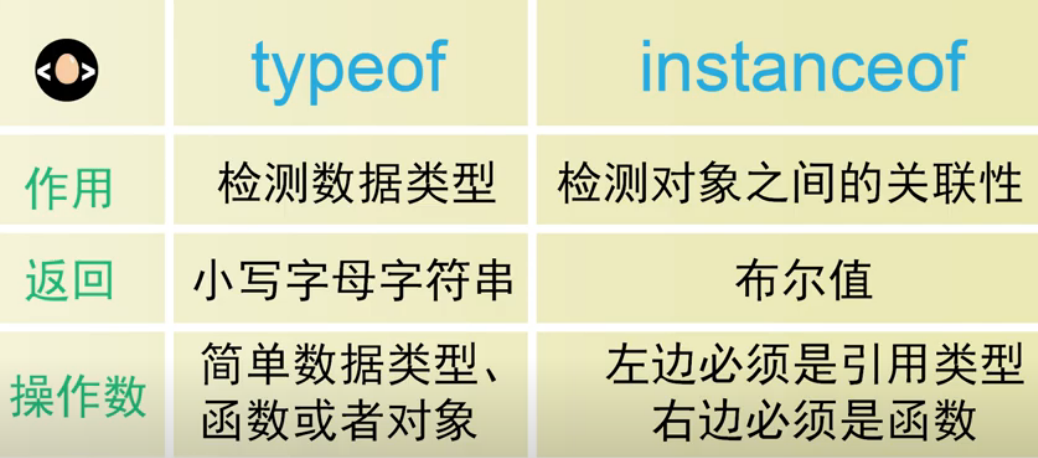 typeof
instanceof
作用
检测数据类型
检测对象之间的关联性
返回
小写字母字符串
布尔值
操作数
简单数据类型、
函数或者对象
左边必须是引用类型
右边必须是函数